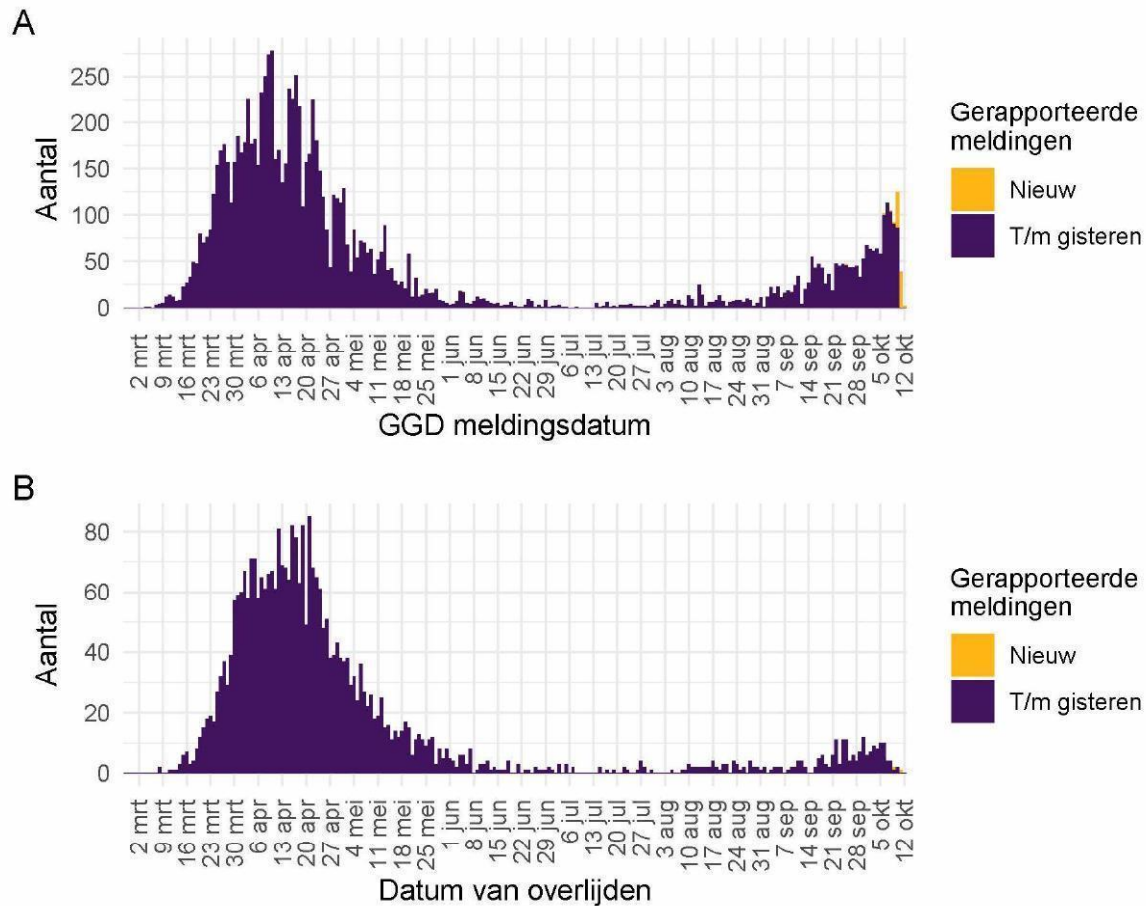 A
Aantal
250
200
150
100
50
0
2 mrt
9 mrt
16 mrt
23 mrt
30 mrt
6 apr
13 apr
20 apr
27 apr
4 mei
11 mei
18 mei
25 mei
1 jun
8 jun
15 jun
22 jun
29 jun
6 jul
13 jul
20 jul
27 jul
3 aug
10 aug
17 aug
24 aug
31 aug
7 sep
14 sep
21 sep
28 sep
5 okt
12 okt
GGD meldingsdatum
Gerapporteerde
meldingen
Nieuw
T/m gisteren
B
Aantal
80
60
40
20
0
2 mrt
9 mrt
16 mrt
23 mrt
30 mrt
6 apr
13 apr
20 apr
27 apr
4 mei
11 mei
18 mei
25 mei
1 jun
8 jun
15 jun
22 jun
29 jun
6 jul
13 jul
20 jul
27 jul
3 aug
10 aug
17 aug
24 aug
31 aug
7 sep
14 sep
21 sep
28 sep
5 okt
12 okt
Datum van overlijden
Gerapporteerde
meldingen
Nieuw
T/m gisteren